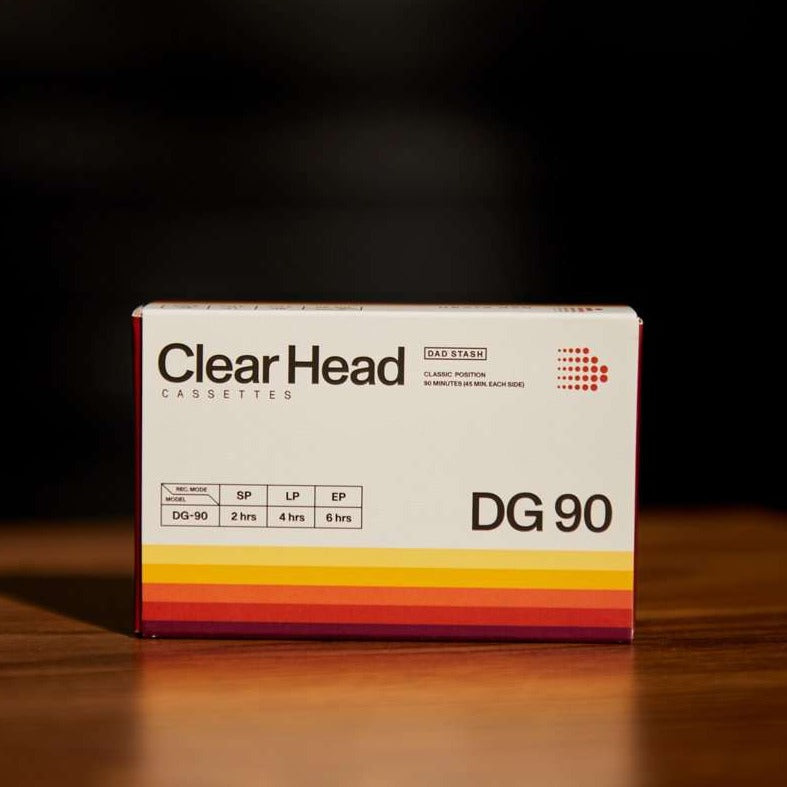 Clear Head
CASSETTES
DAD STASH
CLASSIC POSITION
90 MINUTES (45 MIN. EACH SIDE)
REC. MODE SP LP EP
MODEL
DG-90 2 hrs 4 hrs 6 hrs
DG 90